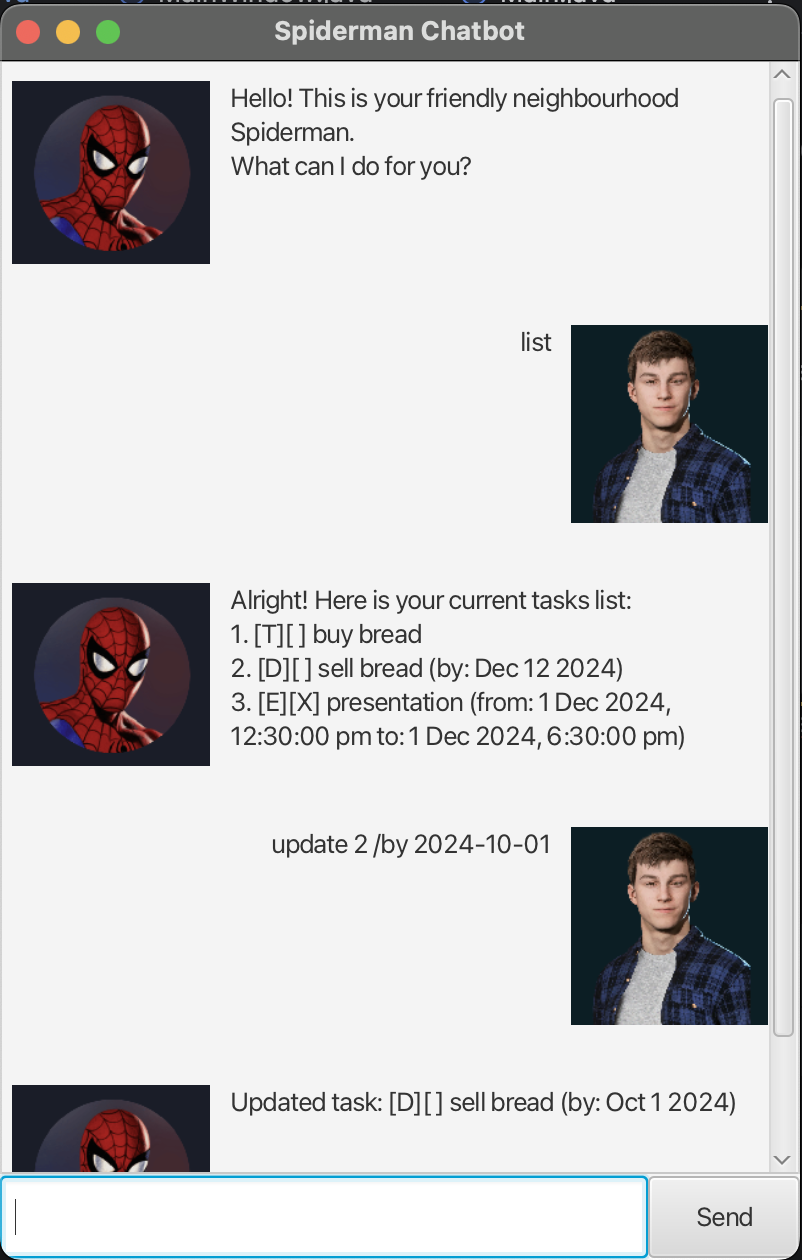 Spiderman Chatbot
Hello! This is your friendly neighbourhood
Spiderman.
What can I do for you?
list
Alright! Here is your current tasks list:
1. [T][ ] buy bread
2. [D][ ] sell bread (by: Dec 12 2024)
3. [E][X] presentation (from: 1 Dec 2024,
12:30:00 pm to: 1 Dec 2024, 6:30:00 pm)
update 2 /by 2024-10-01
Updated task: [D][ ] sell bread (by: Oct 1 2024)
Send